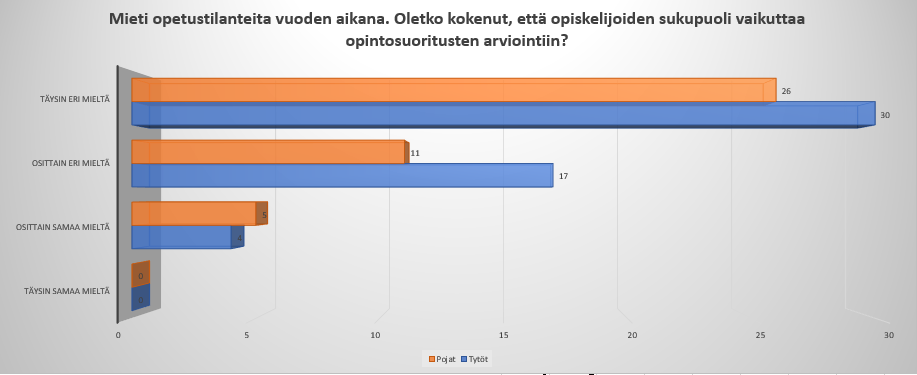 Mieti opetustilanteita vuoden aikana. Oletko kokenut, että opiskelijoiden sukupuoli vaikuttaa
opintosuoritusten arviointiin?
TÄYSIN ERI MIELTÄ
26
30
OSITTAIN ERI MIELTÄ
11
17
OSITTAIN SAMAA MIELTÄ
5
4
TÄYSIN SAMAA MIELTÄ
0
0
0 5 10 15 20 25 30
Pojat Tytöt